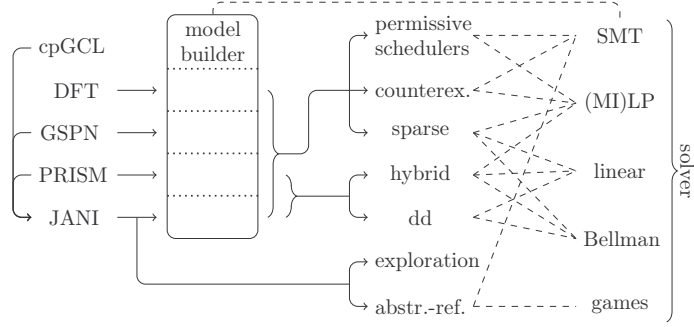 cpGCL
DFT
GSPN
PRISM
JANI
model
builder
permissive
schedulers
counterex.
sparse
hybrid
dd
exploration
abstr.-ref.
SMT
(MI)LP
linear
Bellman
games
solver